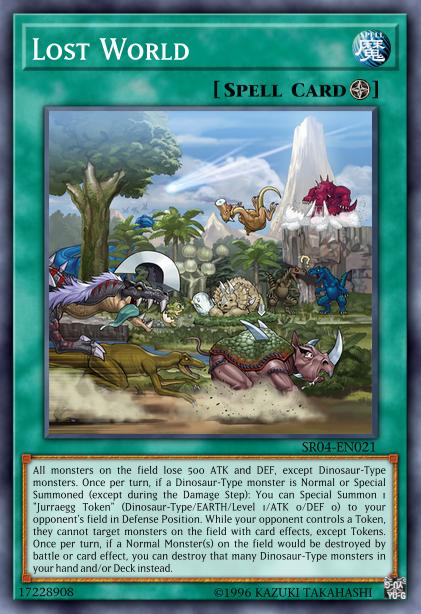 Lost World
SPELL
魔
[Spell Card]
SR04-EN021
All monsters on the field lose 500 ATK and DEF, except Dinosaur-Type
monsters. Once per turn, if a Dinosaur-Type monster is Normal or Special
Summoned (except during the Damage Step): You can Special Summon 1
"Jurraegg Token" (Dinosaur-Type/EARTH/Level 1/ATK 0/DEF 0) to your
opponent's field in Defense Position. While your opponent controls a Token,
they cannot target monsters on the field with card effects, except Tokens.
Once per turn, if a Normal Monster(s) on the field would be destroyed by
battle or card effect, you can destroy that many Dinosaur-Type monsters in
your hand and/or Deck instead.
17228908
©1996 KAZUKI TAKAHASHI